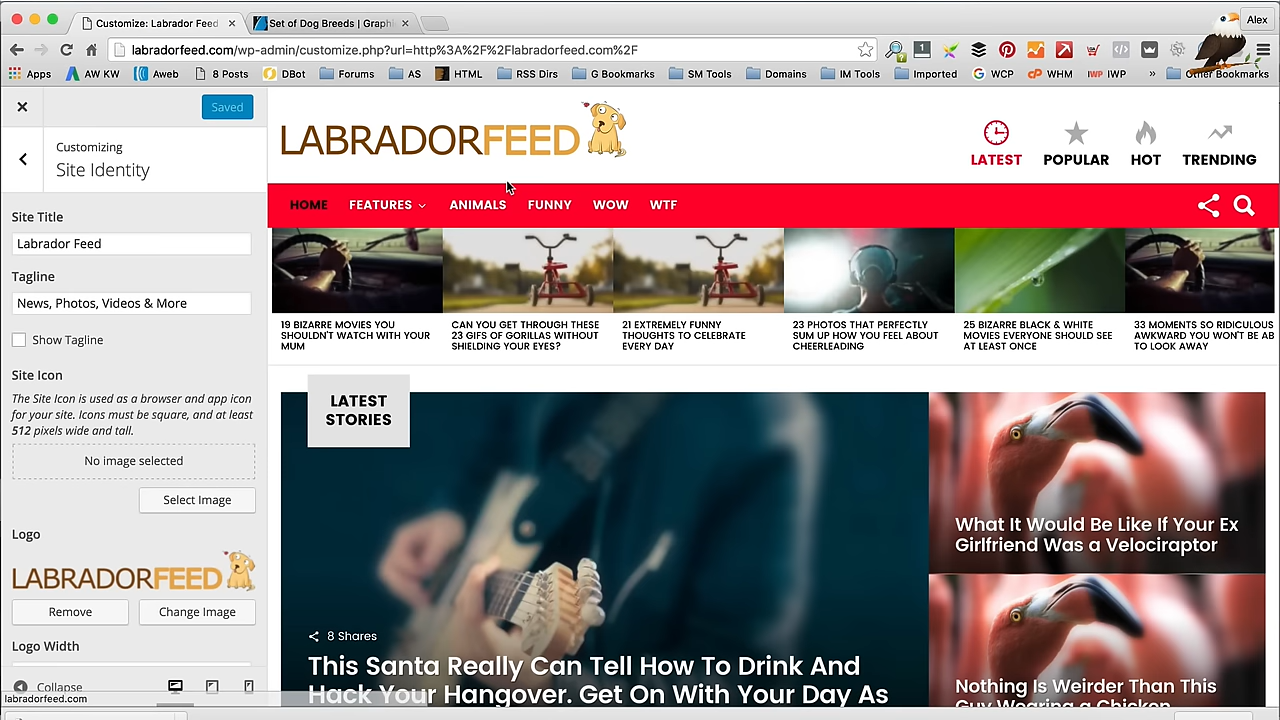 Customize: Labrador Feed
Set of Dog Breeds | Graph
Alex
labradorfeed.com/wp-admin/customize.php?url=http%3A%2F%2Flabradorfeed.com%2F
Apps
AW KW
Aweb
8 Posts
DBot
Forums
AS
HTML
RSS Dirs
G Bookmarks
SM Tools
Domains
IM Tools
Imported
WCP
WHM
IWP
»
Other Bookmarks
Saved
Customizing
Site Identity
Site Title
Labrador Feed
Tagline
News, Photos, Videos & More
Show Tagline
Site Icon
The Site Icon is used as a browser and app icon
for your site. Icons must be square, and at least
512 pixels wide and tall.
No image selected
Select Image
Logo
LABRADORFEED
Remove
Change Image
Logo Width
Collapse
labradorfeed.com
LABRADORFEED
LATEST
POPULAR
HOT
TRENDING
HOME
FEATURES
ANIMALS
FUNNY
WOW
WTF
19 BIZARRE MOVIES YOU
SHOULDN'T WATCH WITH YOUR
MUM
CAN YOU GET THROUGH THESE
23 GIFS OF GORILLAS WITHOUT
SHIELDING YOUR EYES?
21 EXTREMELY FUNNY
THOUGHTS TO CELEBRATE
EVERY DAY
23 PHOTOS THAT PERFECTLY
SUM UP HOW YOU FEEL ABOUT
CHEERLEADING
25 BIZARRE BLACK & WHITE
MOVIES EVERYONE SHOULD SEE
AT LEAST ONCE
33 MOMENTS SO RIDICULOUS
AWKWARD YOU WON'T BE AB
TO LOOK AWAY
LATEST
STORIES
8 Shares
This Santa Really Can Tell How To Drink And
Hack Your Hangover. Get On With Your Day As
What It Would Be Like If Your Ex
Girlfriend Was a Velociraptor
Nothing Is Weirder Than This
Guy Wearing a Chicken